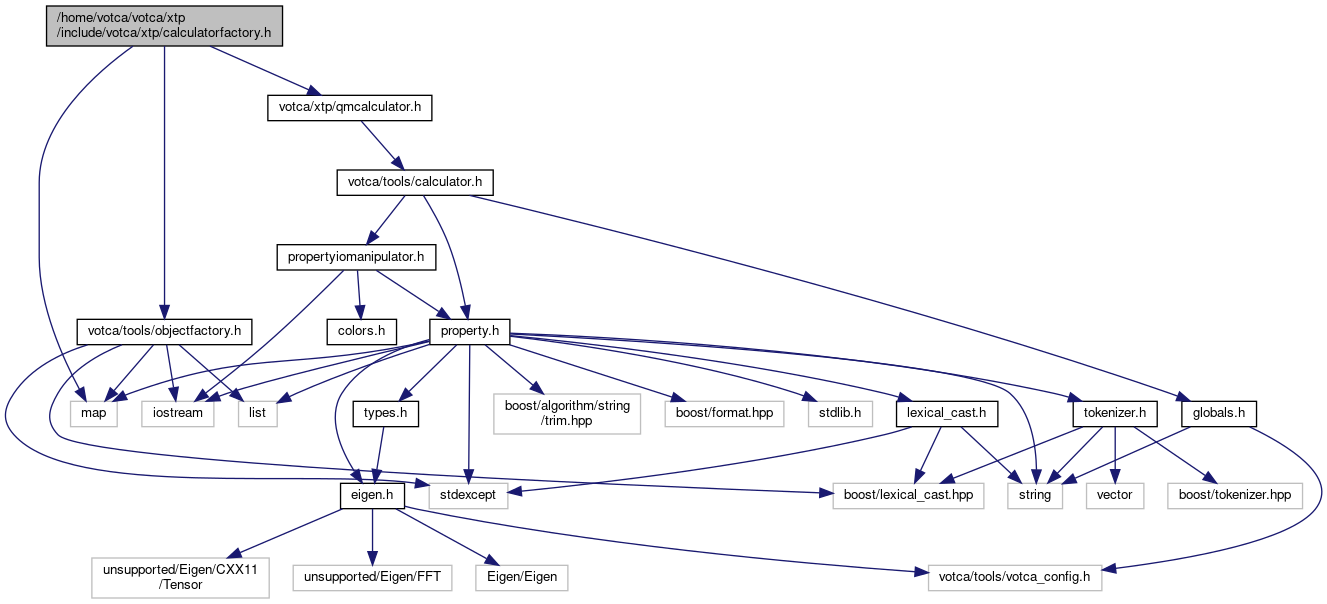 /home/votca/votca/xtp
/include/votca/xtp/calculatorfactory.h
votca/xtp/qmcalculator.h
votca/tools/calculator.h
propertyiomanipulator.h
votca/tools/objectfactory.h
colors.h
property.h
map
iostream
list
types.h
boost/algorithm/string
/trim.hpp
boost/format.hpp
stdlib.h
lexical_cast.h
tokenizer.h
globals.h
eigen.h
stdexcept
boost/lexical_cast.hpp
string
vector
boost/tokenizer.hpp
unsupported/Eigen/CXX11
/Tensor
unsupported/Eigen/FFT
Eigen/Eigen
votca/tools/votca_config.h